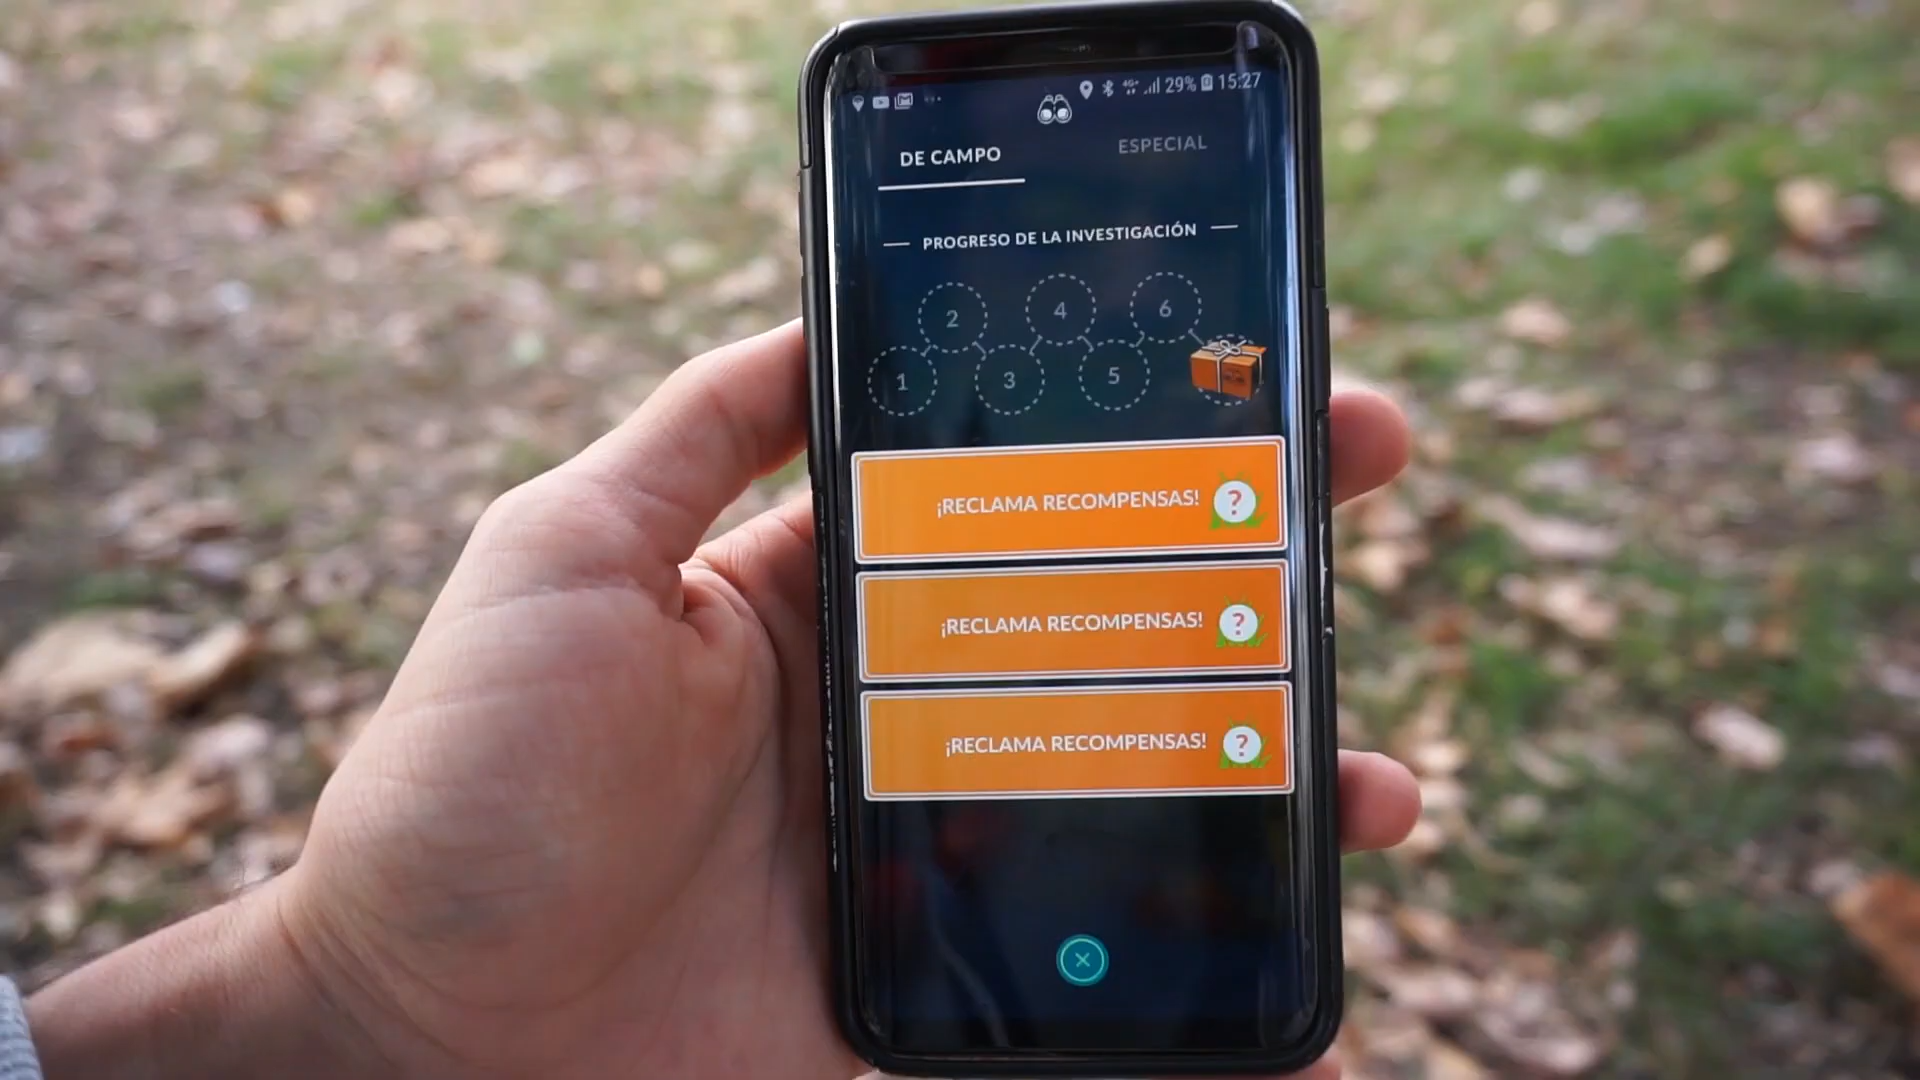 4G+ 29% 15:27
DE CAMPO ESPECIAL
PROGRESO DE LA INVESTIGACIÓN
2 4 6
1 3 5
¡RECLAMA RECOMPENSAS! ?
¡RECLAMA RECOMPENSAS! ?
¡RECLAMA RECOMPENSAS! ?